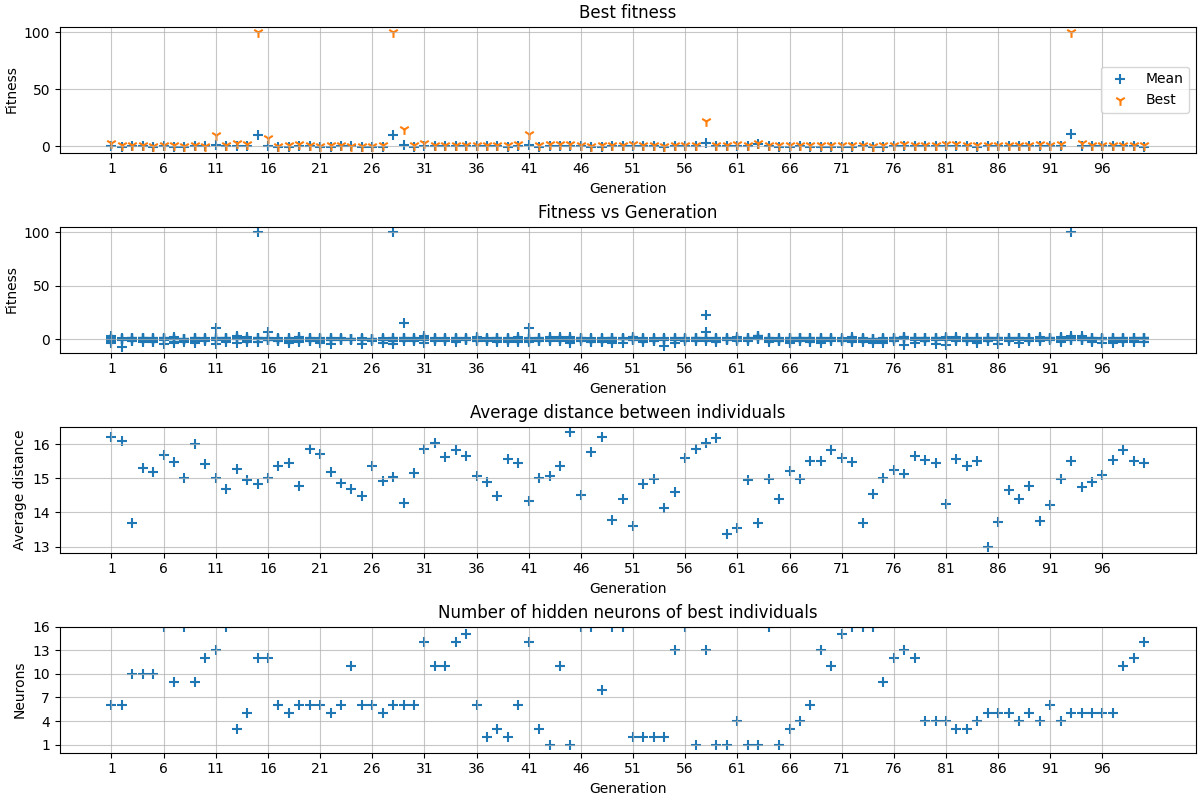 Best fitness
100
50
0
Fitness
Mean
Best
1 6 11 16 21 26 31 36 41 46 51 56 61 66 71 76 81 86 91 96
Generation
Fitness vs Generation
100
50
0
Fitness
1 6 11 16 21 26 31 36 41 46 51 56 61 66 71 76 81 86 91 96
Generation
Average distance between individuals
16
15
14
13
Average distance
1 6 11 16 21 26 31 36 41 46 51 56 61 66 71 76 81 86 91 96
Generation
Number of hidden neurons of best individuals
16
13
10
7
4
1
Neurons
1 6 11 16 21 26 31 36 41 46 51 56 61 66 71 76 81 86 91 96
Generation